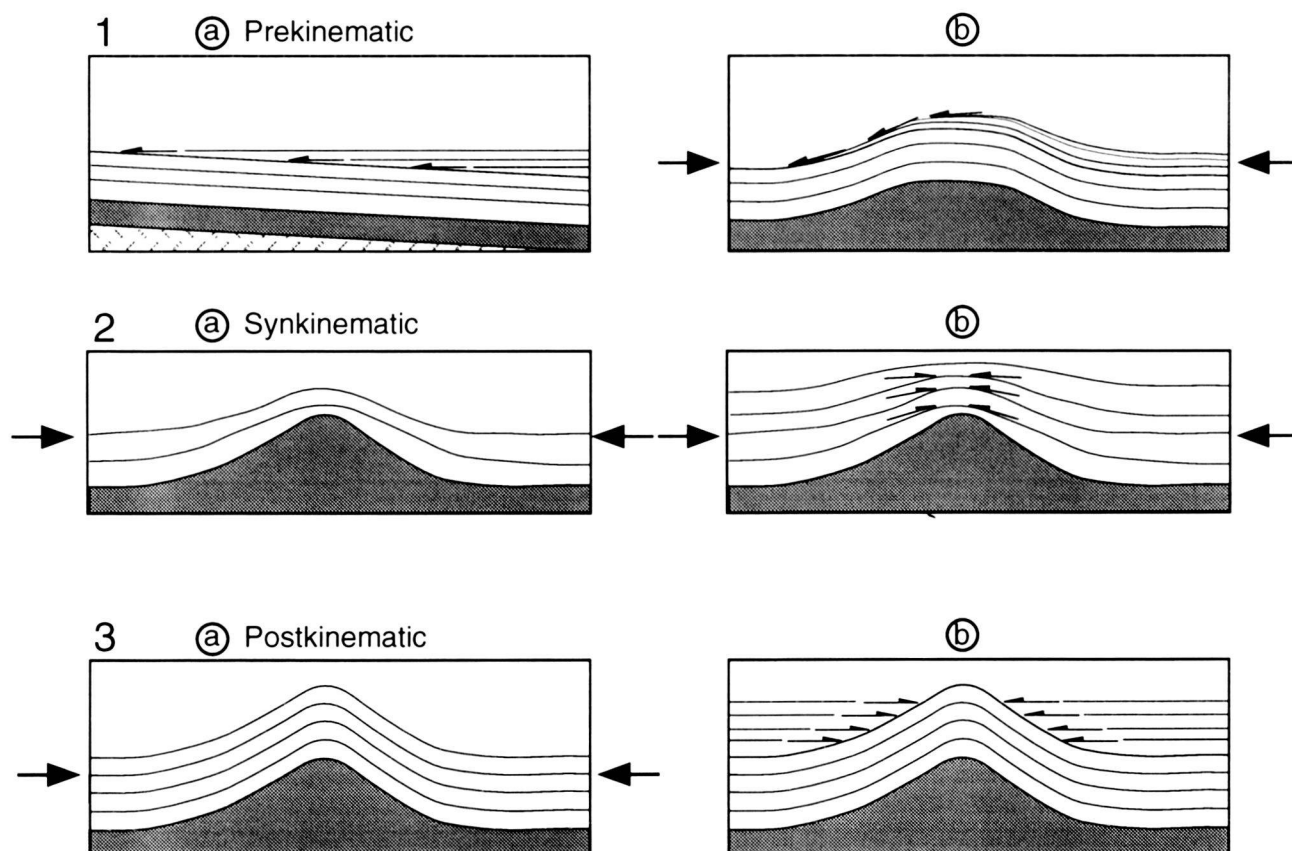 1 ⓐ Prekinematic ⓑ
2 ⓐ Synkinematic ⓑ
3 ⓐ Postkinematic ⓑ